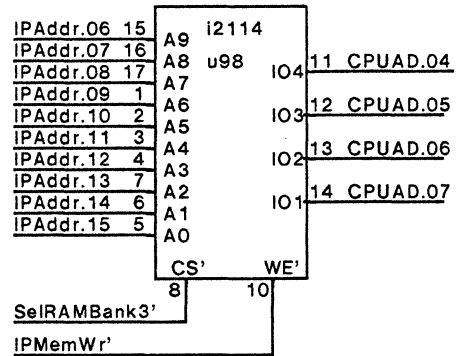 IPAddr.06 15 A9 i2114
IPAddr.07 16 A8 u98 IO4 11 CPUAD.04
IPAddr.08 17 A7
IPAddr.09 1 A6 IO3 12 CPUAD.05
IPAddr.10 2 A5
IPAddr.11 3 A4 IO2 13 CPUAD.06
IPAddr.12 4 A3
IPAddr.13 7 A2 IO1 14 CPUAD.07
IPAddr.14 6 A1
IPAddr.15 5 A0
CS' WE'
8 10
SelRAMBank3'
IPMemWr'